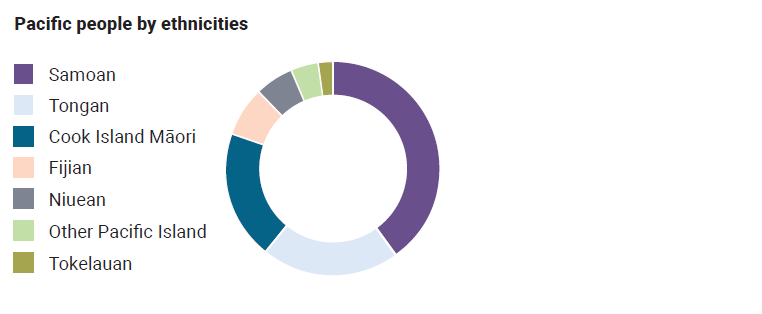 Pacific people by ethnicities
Samoan
Tongan
Cook Island Māori
Fijian
Niuean
Other Pacific Island
Tokelauan